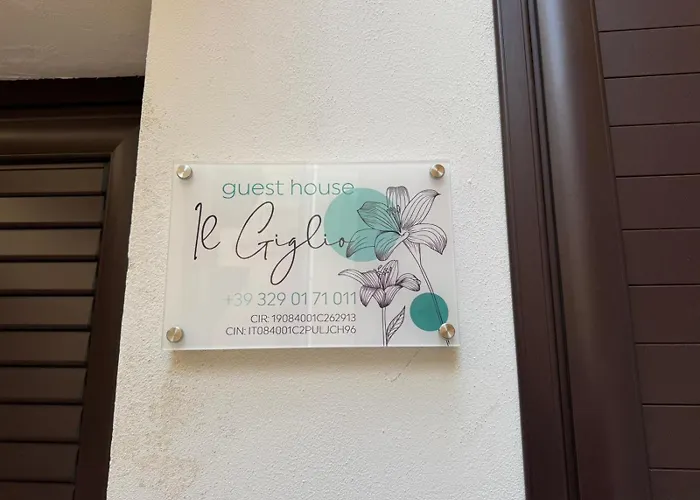 guest house
Il Giglio
+39 329 01 71 011
CIR: 19084001C262913
CIN: IT084001C2PULJCH96